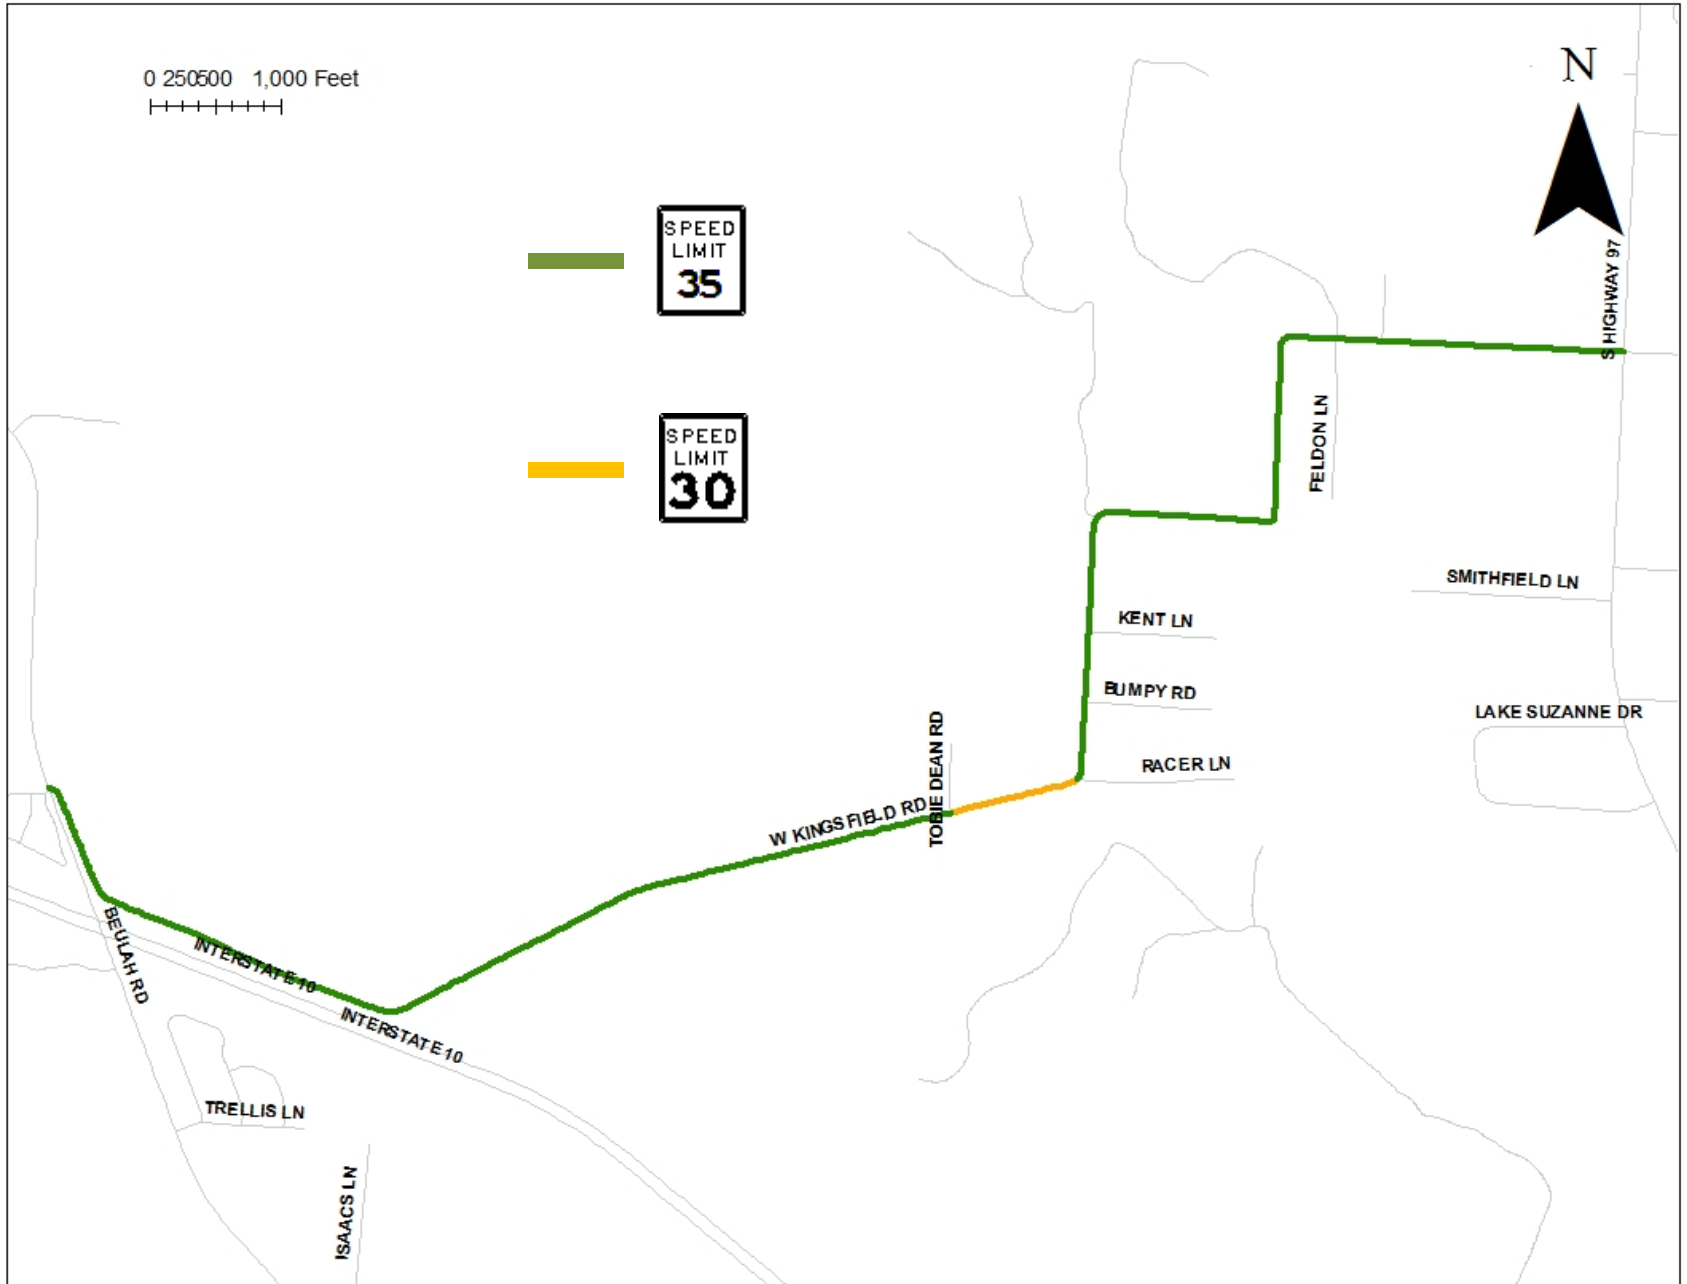 N
0 250500 1,000 Feet
SPEED
LIMIT
35
S HIGHWAY 97
SPEED
LIMIT
30
FELDON LN
SMITHFIELD LN
KENT LN
BUMPY RD
LAKE SUZANNE DR
TOBIE DEAN RD
RACER LN
W KINGSFIELD RD
BEULAH RD
INTERSTATE 10
INTERSTATE 10
TRELLIS LN
ISAACS LN